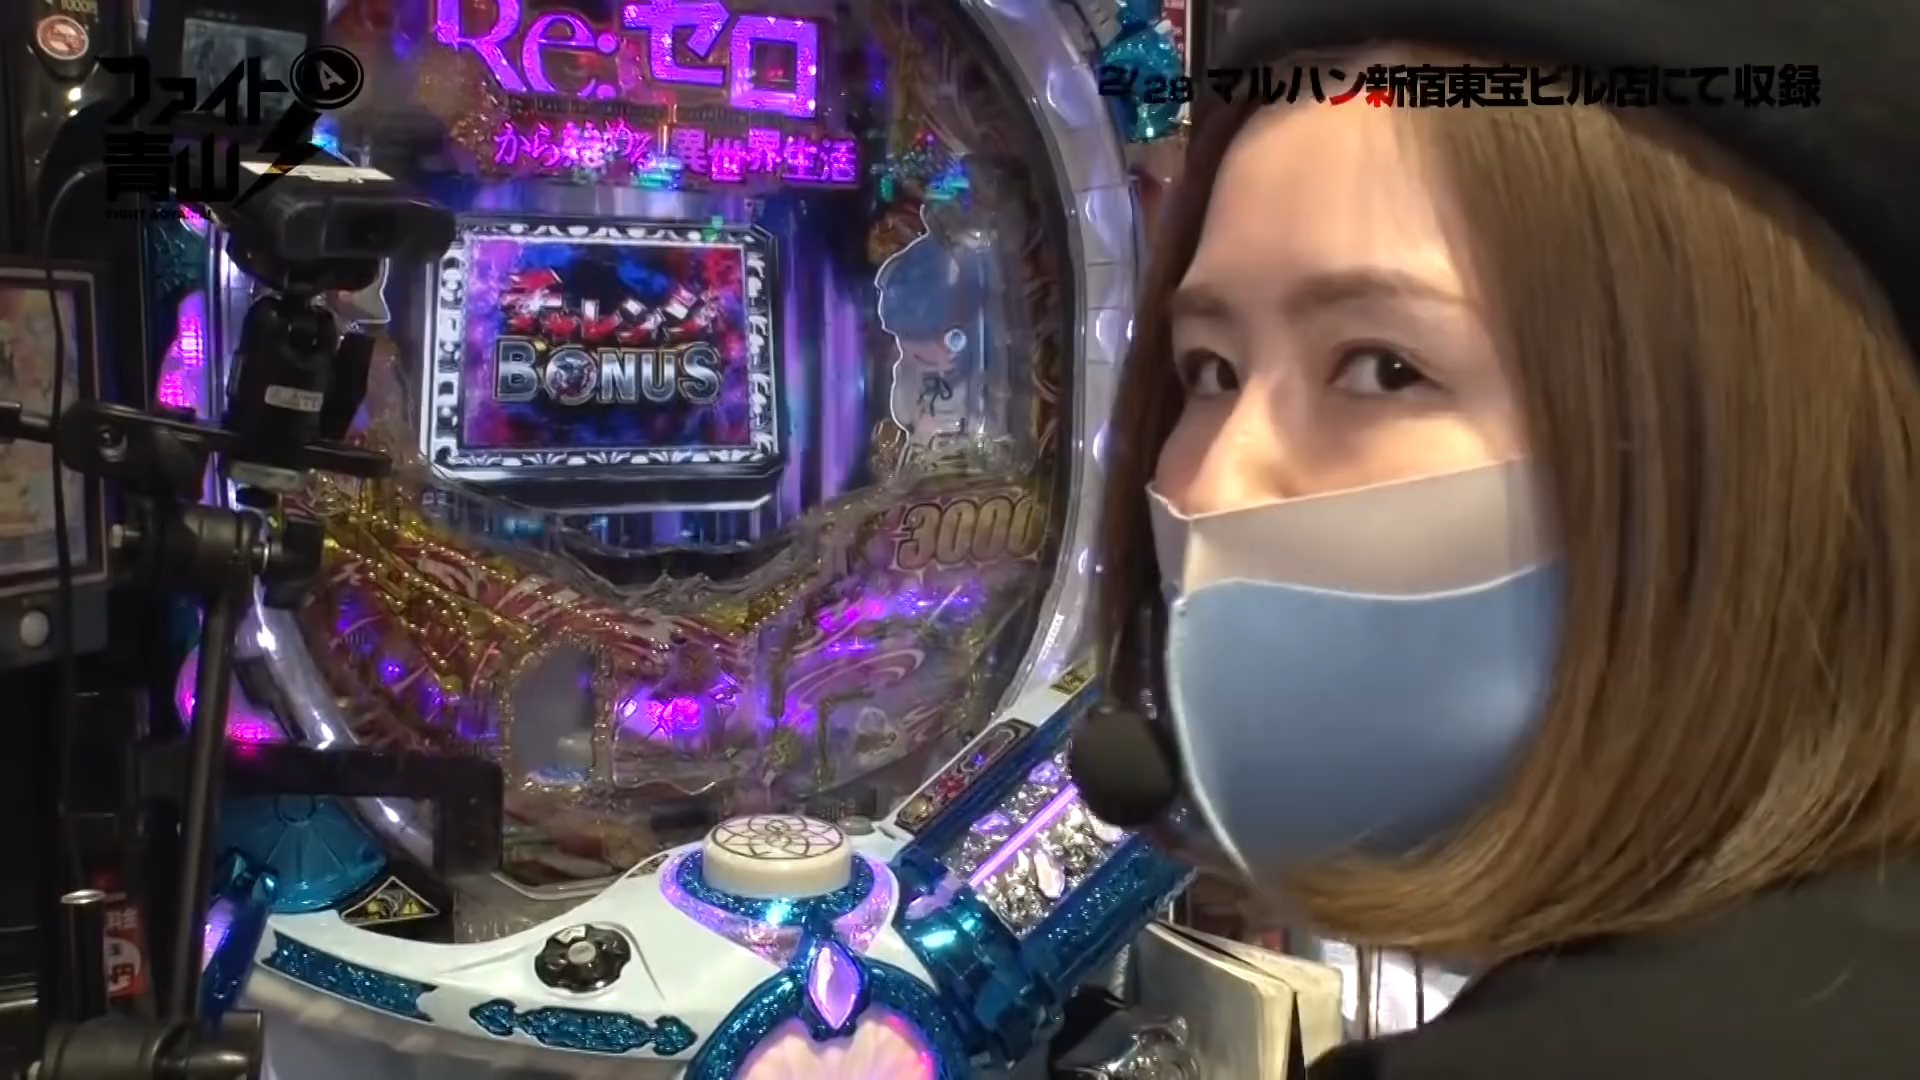 ファイト
青山
FIGHT AOYAMA!
2/28 マルハン新宿東宝ビル店にて収録
Re:ゼロ
から始める異世界生活
チャレンジ
BONUS
3000